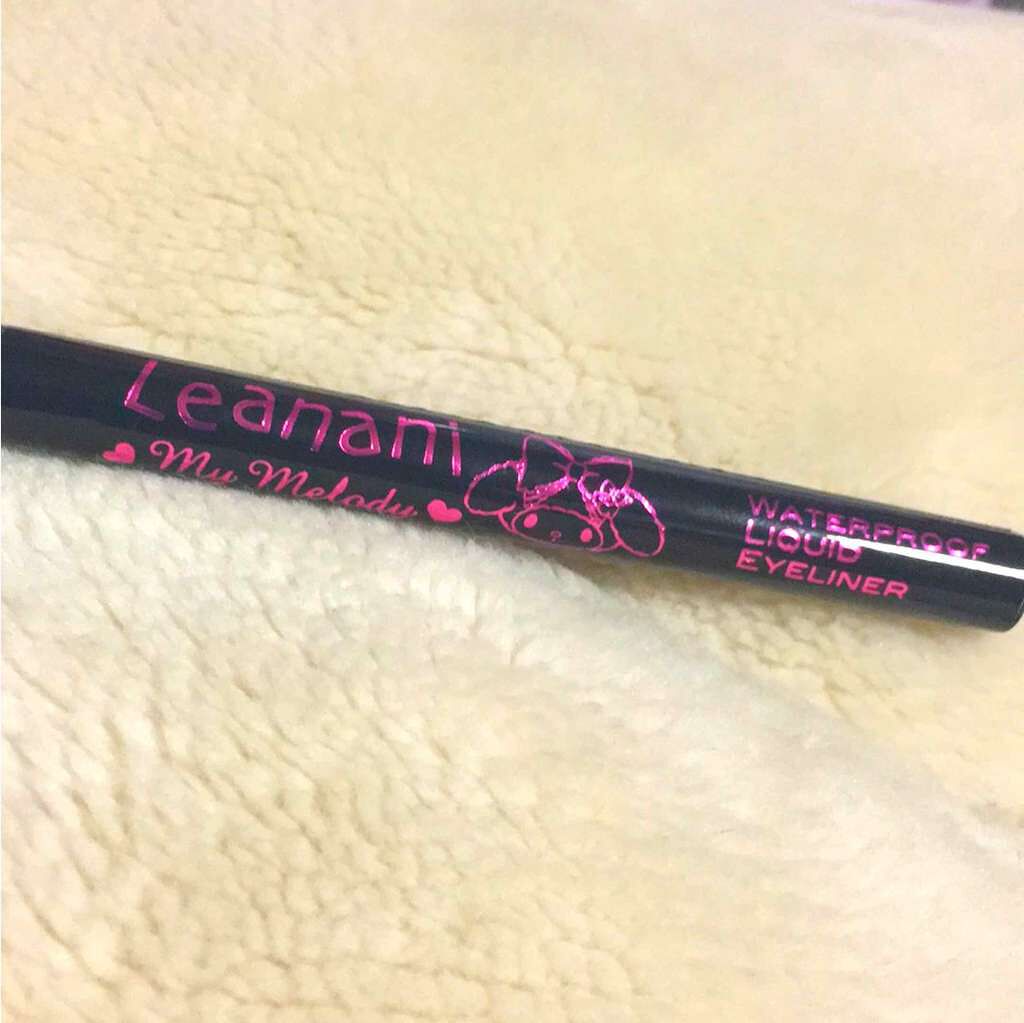 Leanani
My Melody
WATERPROOF
LIQUID
EYELINER